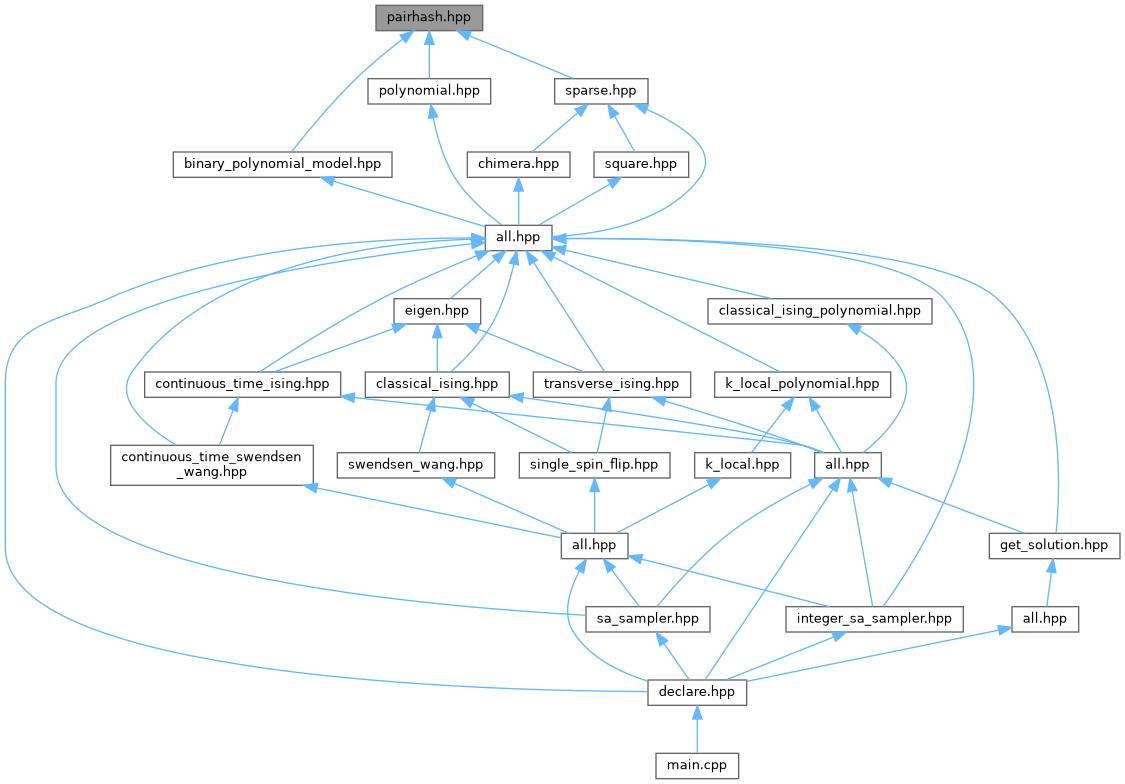 pairhash.hpp
polynomial.hpp
sparse.hpp
binary_polynomial_model.hpp
chimera.hpp
square.hpp
all.hpp
eigen.hpp
classical_ising_polynomial.hpp
continuous_time_ising.hpp
classical_ising.hpp
transverse_ising.hpp
k_local_polynomial.hpp
continuous_time_swendsen
_wang.hpp
swendsen_wang.hpp
single_spin_flip.hpp
k_local.hpp
all.hpp
all.hpp
get_solution.hpp
sa_sampler.hpp
integer_sa_sampler.hpp
all.hpp
declare.hpp
main.cpp